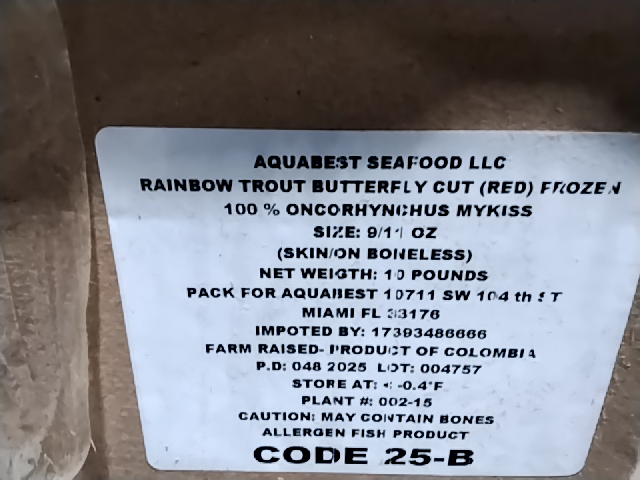 AQUABEST SEAFOOD LLC
RAINBOW TROUT BUTTERFLY CUT (RED) FROZEN
100 % ONCORHYNCHUS MYKISS
SIZE: 9/11 OZ
(SKIN/ON BONELESS)
NET WEIGTH: 10 POUNDS
PACK FOR AQUABEST 10711 SW 104 th ST
MIAMI FL 33176
IMPOTED BY: 17393486666
FARM RAISED- PRODUCT OF COLOMBIA
P.D: 048 2025 LOT: 004757
STORE AT: < -0.4°F
PLANT #: 002-15
CAUTION: MAY CONTAIN BONES
ALLERGEN FISH PRODUCT
CODE 25-B